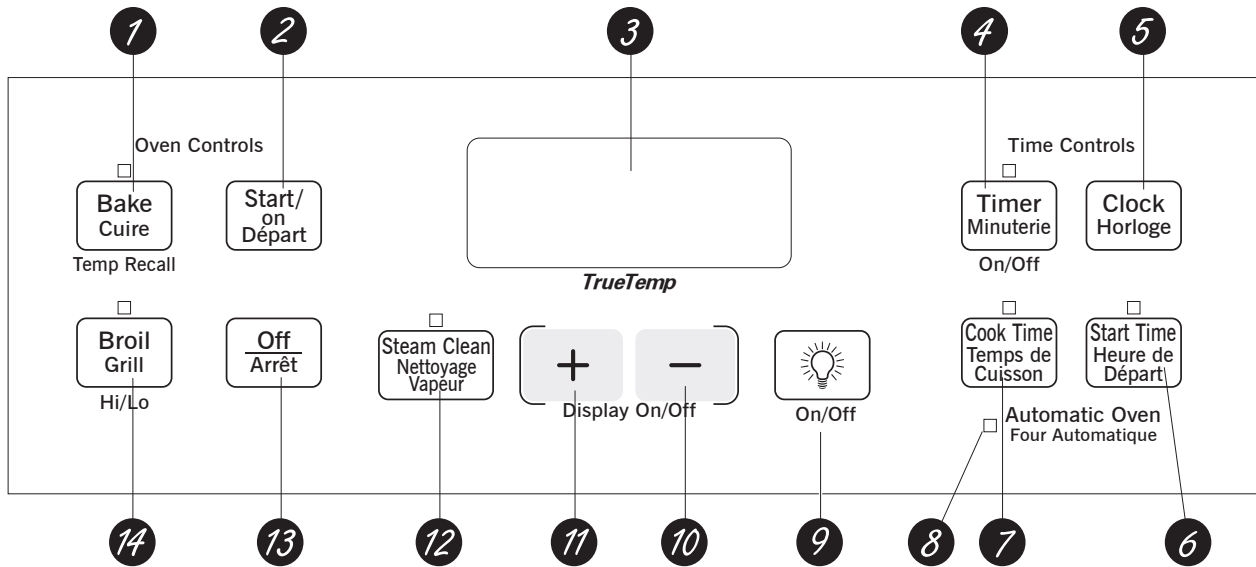 1 2 3 4 5
Oven Controls
Time Controls
Bake
Cuire
Temp Recall
Start/
on
Départ
Timer
Minuterie
On/Off
Clock
Horloge
TrueTemp
Broil
Grill
Hi/Lo
Off
Arrêt
Steam Clean
Nettoyage
Vapeur
+ −
Display On/Off
On/Off
Cook Time
Temps de
Cuisson
Start Time
Heure de
Départ
Automatic Oven
Four Automatique
14 13 12 11 10 9 8 7 6